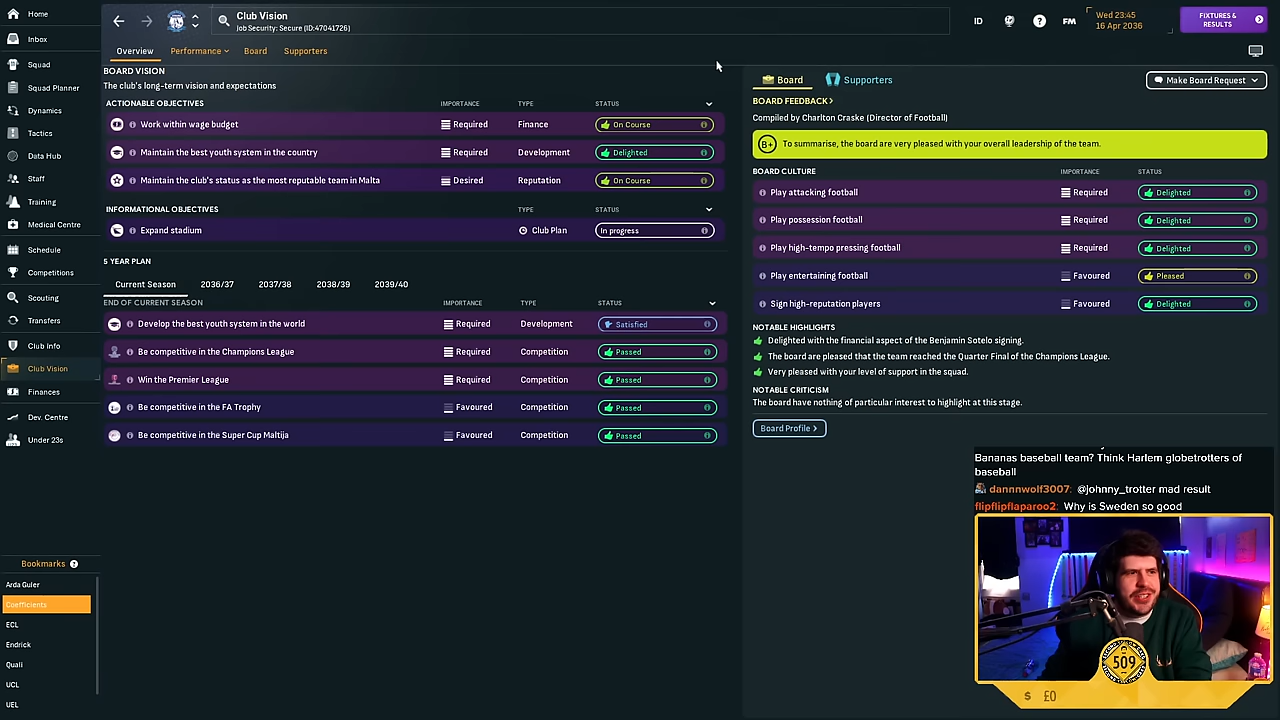 Home
Inbox
Squad
Squad Planner
Dynamics
Tactics
Data Hub
Staff
Training
Medical Centre
Schedule
Competitions
Scouting
Transfers
Club Info
Club Vision
Finances
Dev. Centre
Under 23s
Bookmarks ?
Arda Guler
Coefficients
ECL
Endrick
Quali
UCL
UEL
Club Vision
Job Security: Secure (ID:47041726)
ID
?
FM
Wed 23:45
16 Apr 2036
FIXTURES & RESULTS
Overview Performance Board Supporters
BOARD VISION
The club's long-term vision and expectations
ACTIONABLE OBJECTIVES IMPORTANCE TYPE STATUS
Work within wage budget Required Finance On Course
Maintain the best youth system in the country Required Development Delighted
Maintain the club's status as the most reputable team in Malta Desired Reputation On Course
INFORMATIONAL OBJECTIVES TYPE STATUS
Expand stadium Club Plan In progress
5 YEAR PLAN
Current Season 2036/37 2037/38 2038/39 2039/40
END OF CURRENT SEASON IMPORTANCE TYPE STATUS
Develop the best youth system in the world Required Development Satisfied
Be competitive in the Champions League Required Competition Passed
Win the Premier League Required Competition Passed
Be competitive in the FA Trophy Favoured Competition Passed
Be competitive in the Super Cup Maltija Favoured Competition Passed
Board Supporters
Make Board Request
BOARD FEEDBACK >
Compiled by Charlton Craske (Director of Football)
B+ To summarise, the board are very pleased with your overall leadership of the team.
BOARD CULTURE IMPORTANCE STATUS
Play attacking football Required Delighted
Play possession football Required Delighted
Play high-tempo pressing football Required Delighted
Play entertaining football Favoured Pleased
Sign high-reputation players Favoured Delighted
NOTABLE HIGHLIGHTS
Delighted with the financial aspect of the Benjamin Sotelo signing.
The board are pleased that the team reached the Quarter Final of the Champions League.
Very pleased with your level of support in the squad.
NOTABLE CRITICISM
The board have nothing of particular interest to highlight at this stage.
Board Profile >
Bananas baseball team? Think Harlem globetrotters of
baseball
dannnwolf3007: @johnny_trotter mad result
flipflipflaparoo2: Why is Sweden so good
509
$ £0